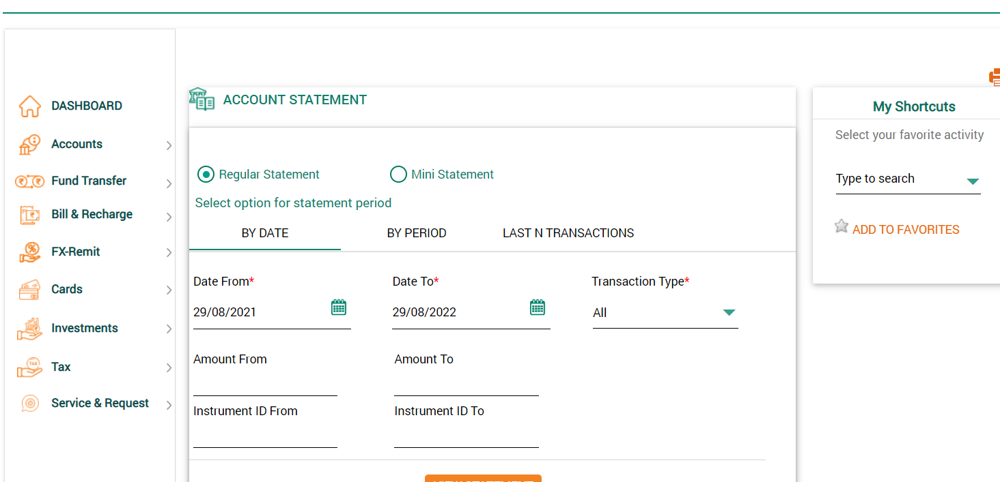 DASHBOARD
Accounts
Fund Transfer
Bill & Recharge
FX-Remit
Cards
Investments
Tax
Service & Request
ACCOUNT STATEMENT
Regular Statement
Mini Statement
Select option for statement period
BY DATE
BY PERIOD
LAST N TRANSACTIONS
Date From*
Date To*
Transaction Type*
29/08/2021
29/08/2022
All
Amount From
Amount To
Instrument ID From
Instrument ID To
My Shortcuts
Select your favorite activity
Type to search
ADD TO FAVORITES